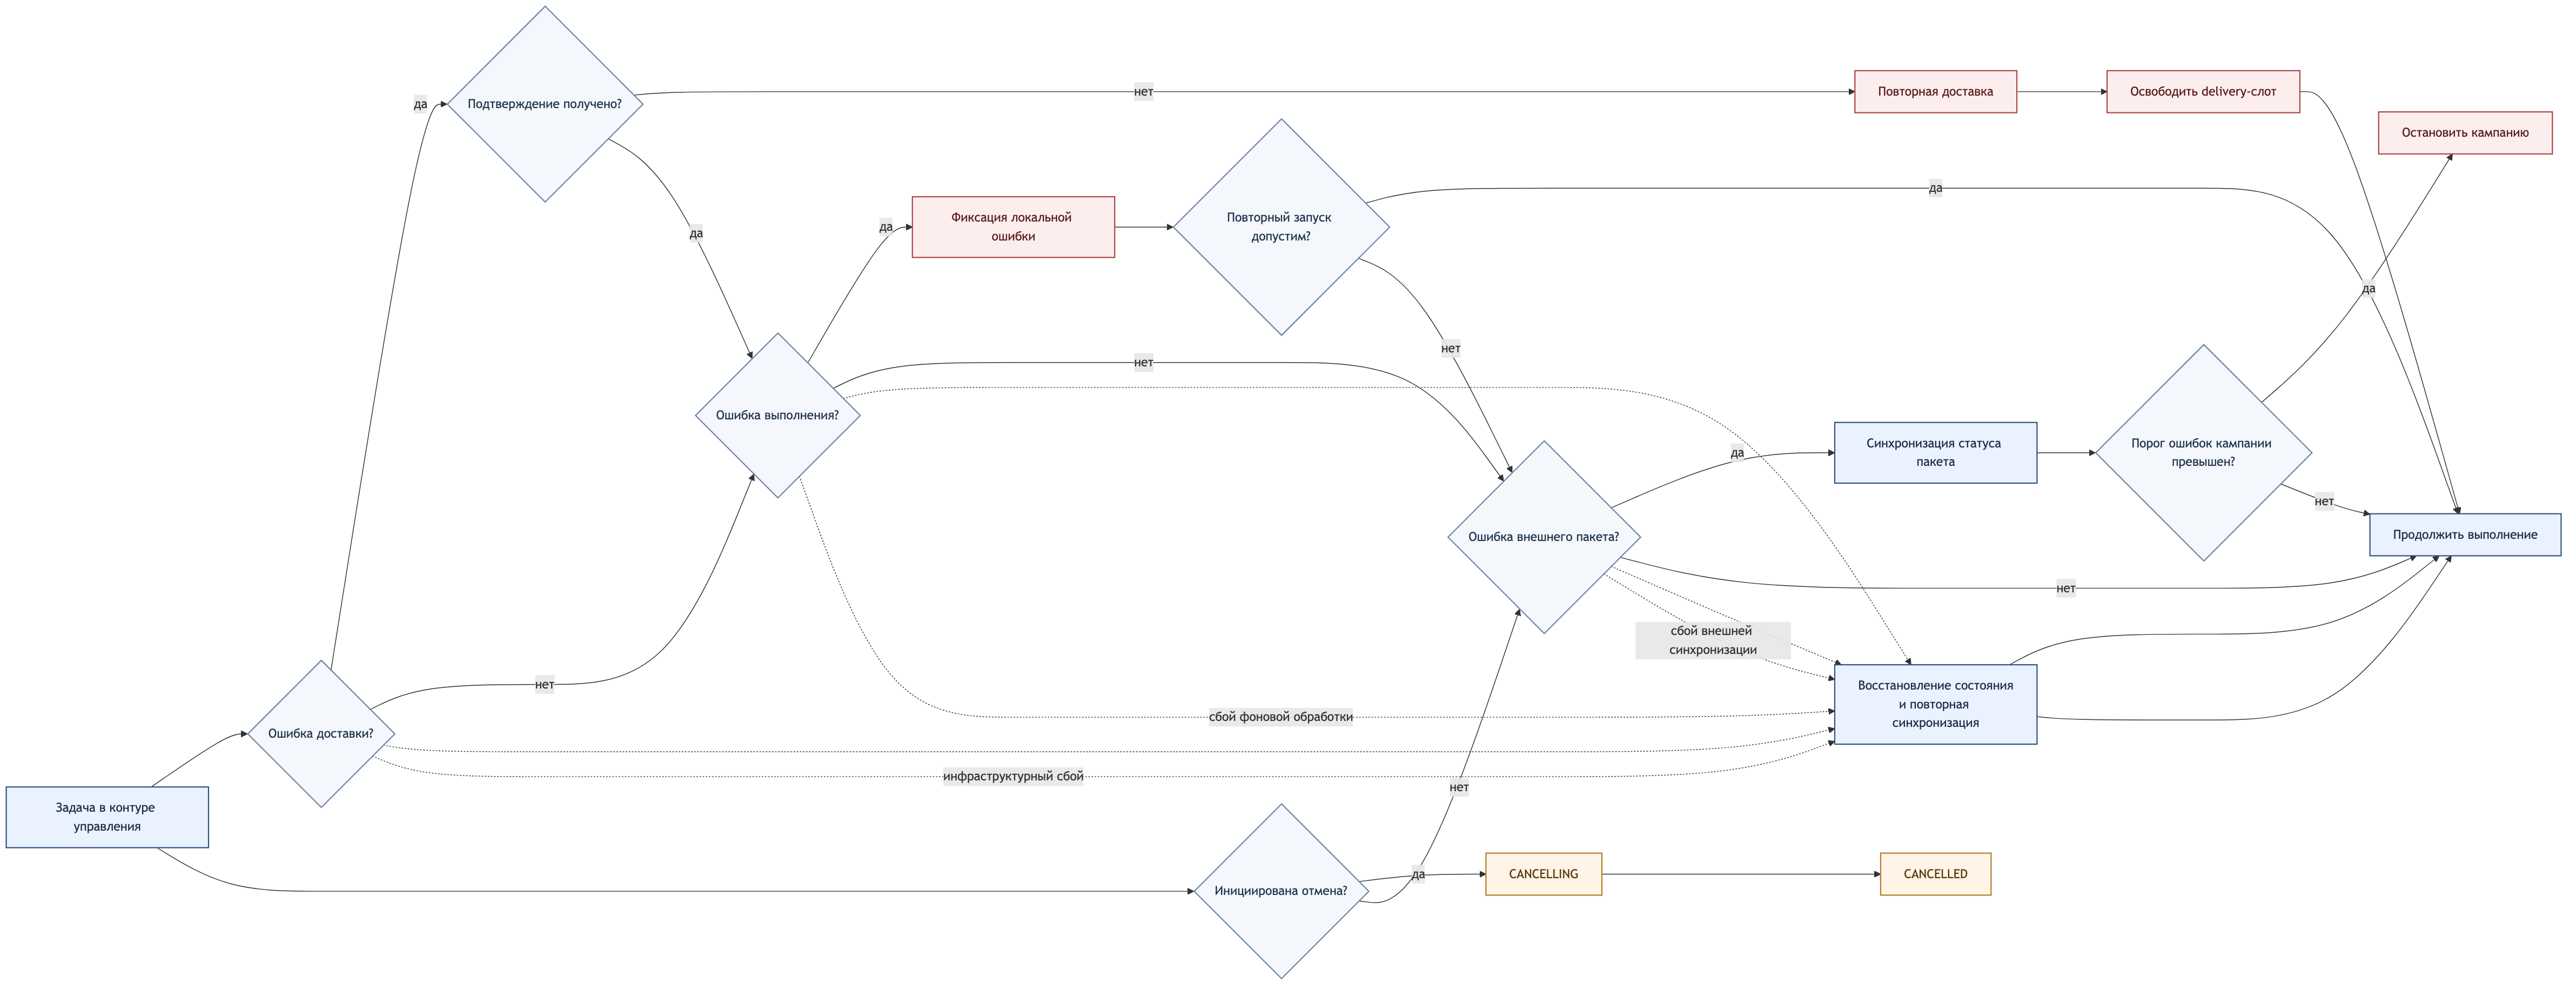 да
Подтверждение получено?
нет
Повторная доставка
Освободить delivery-слот
Остановить кампанию
да
да
Фиксация локальной
ошибки
Повторный запуск
допустим?
да
да
нет
нет
Ошибка выполнения?
да
Синхронизация статуса
пакета
Порог ошибок кампании
превышен?
нет
Ошибка внешнего пакета?
Продолжить выполнение
нет
сбой внешней
синхронизации
нет
Восстановление состояния
и повторная
синхронизация
сбой фоновой обработки
Ошибка доставки?
инфраструктурный сбой
нет
Задача в контуре
управления
Инициирована отмена?
да
CANCELLING
CANCELLED